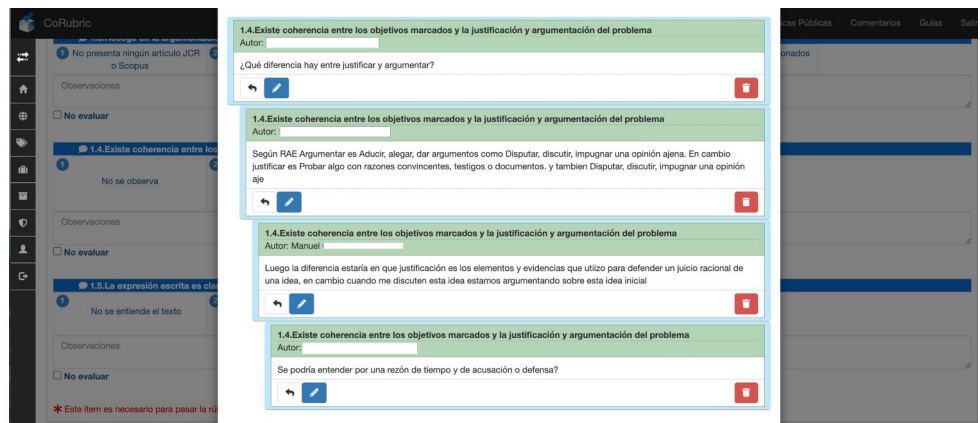 CoRubric
icas Públicas
Comentarios
Guías
Salir
No presenta ningún artículo JCR
o Scopus
onados
Observaciones
No evaluar
1.4.Existe coherencia entre los
1
No se observa
Observaciones
No evaluar
1.5.La expresión escrita es cla
1
No se entiende el texto
Observaciones
No evaluar
* Este ítem es necesario para pasar la rú
1.4.Existe coherencia entre los objetivos marcados y la justificación y argumentación del problema
Autor:
¿Qué diferencia hay entre justificar y argumentar?
1.4.Existe coherencia entre los objetivos marcados y la justificación y argumentación del problema
Autor:
Según RAE Argumentar es Aducir, alegar, dar argumentos como Disputar, discutir, impugnar una opinión ajena. En cambio
justificar es Probar algo con razones convincentes, testigos o documentos. y tambien Disputar, discutir, impugnar una opinión
aje
1.4.Existe coherencia entre los objetivos marcados y la justificación y argumentación del problema
Autor: Manuel
Luego la diferencia estaría en que justificación es los elementos y evidencias que utiizo para defender un juicio racional de
una idea, en cambio cuando me discuten esta idea estamos argumentando sobre esta idea inicial
1.4.Existe coherencia entre los objetivos marcados y la justificación y argumentación del problema
Autor:
Se podría entender por una rezón de tiempo y de acusación o defensa?